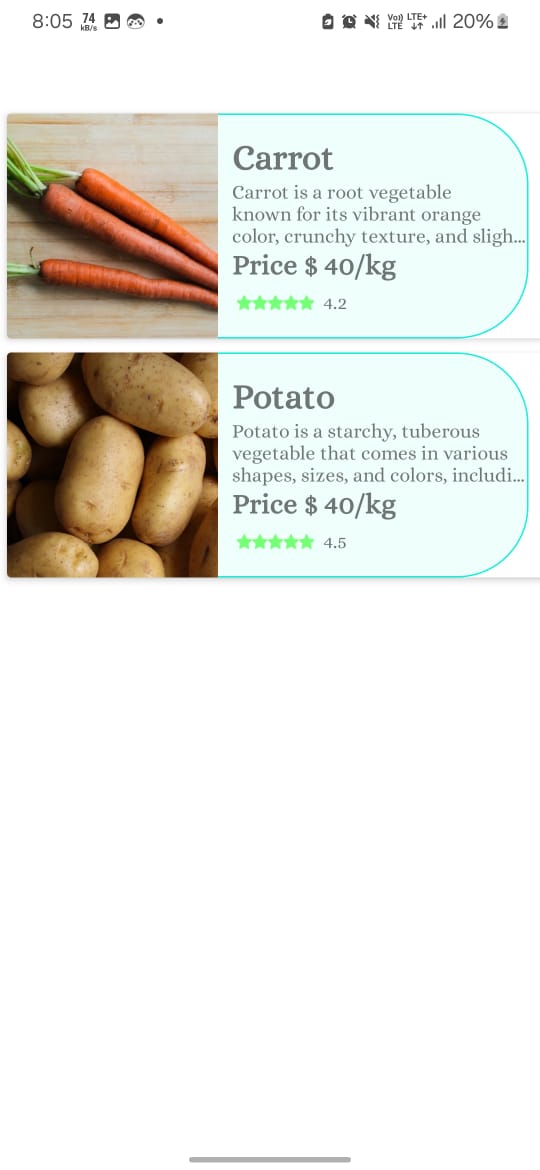 8:05 74 KB/s Vo) LTE LTE+ 20%
Carrot
Carrot is a root vegetable
known for its vibrant orange
color, crunchy texture, and sligh...
Price $ 40/kg
4.2
Potato
Potato is a starchy, tuberous
vegetable that comes in various
shapes, sizes, and colors, includi...
Price $ 40/kg
4.5